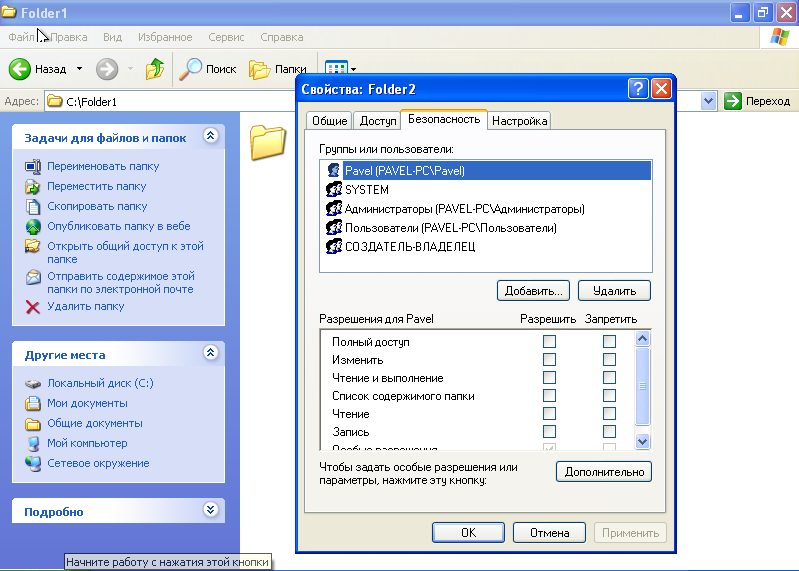 Folder1
Файл Правка Вид Избранное Сервис Справка
Назад Поиск Папки
Адрес: C:\Folder1 Переход
Задачи для файлов и папок
Переименовать папку
Переместить папку
Скопировать папку
Опубликовать папку в вебе
Открыть общий доступ к этой
папке
Отправить содержимое этой
папки по электронной почте
Удалить папку
Другие места
Локальный диск (C:)
Мои документы
Общие документы
Мой компьютер
Сетевое окружение
Подробно
Начните работу с нажатия этой кнопки
Свойства: Folder2
Общие Доступ Безопасность Настройка
Группы или пользователи:
Pavel (PAVEL-PC\Pavel)
SYSTEM
Администраторы (PAVEL-PC\Администраторы)
Пользователи (PAVEL-PC\Пользователи)
СОЗДАТЕЛЬ-ВЛАДЕЛЕЦ
Добавить... Удалить
Разрешения для Pavel Разрешить Запретить
Полный доступ
Изменить
Чтение и выполнение
Список содержимого папки
Чтение
Запись
Особые разрешения
Чтобы задать особые разрешения или
параметры, нажмите эту кнопку:
Дополнительно
OK Отмена Применить